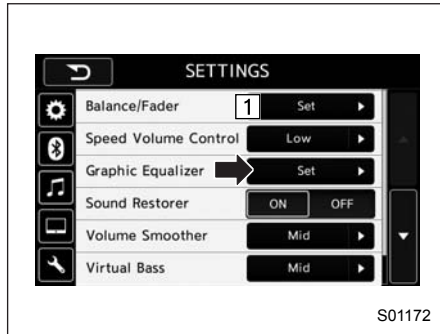 SETTINGS
Balance/Fader 1 Set
Speed Volume Control Low
Graphic Equalizer Set
Sound Restorer ON OFF
Volume Smoother Mid
Virtual Bass Mid
S01172